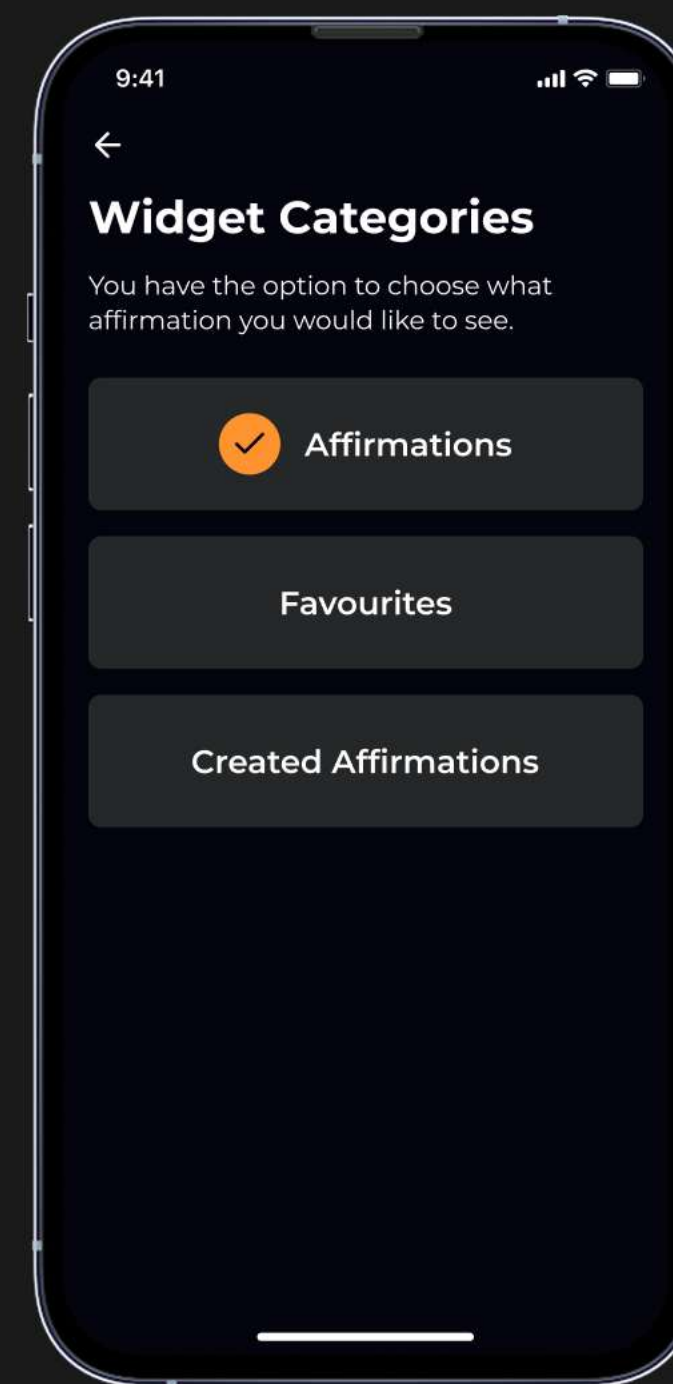 9:41
Widget Categories
You have the option to choose what
affirmation you would like to see.
Affirmations
Favourites
Created Affirmations